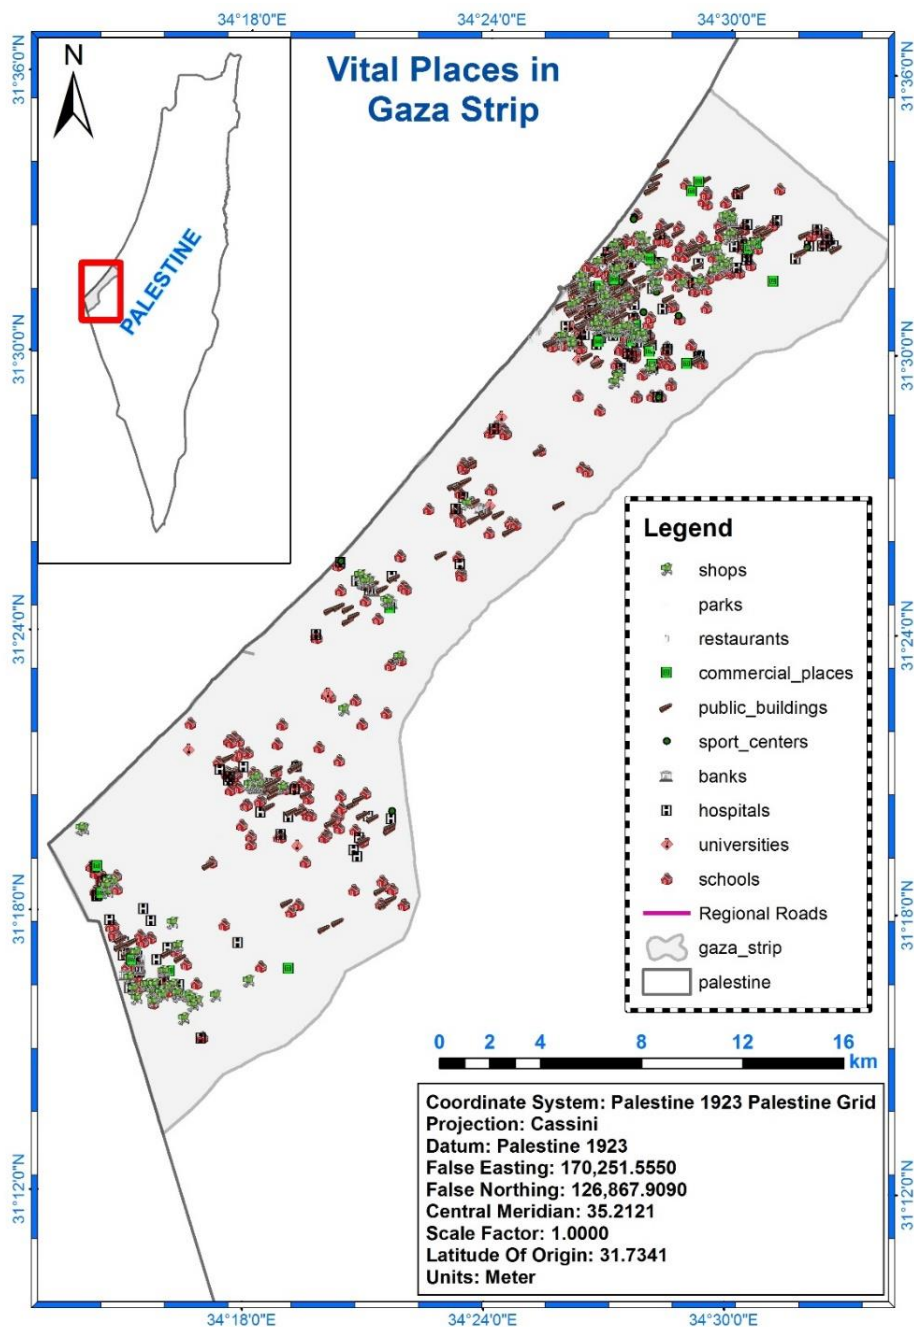 34°18'0"E
34°24'0"E
34°30'0"E
31°36'0"N
31°36'0"N
N
Vital Places in
Gaza Strip
PALESTINE
31°30'0"N
31°30'0"N
Legend
shops
parks
restaurants
commercial_places
public_buildings
sport_centers
banks
hospitals
universities
schools
Regional Roads
gaza_strip
palestine
31°24'0"N
31°24'0"N
31°18'0"N
31°18'0"N
0 2 4 8 12 16
km
Coordinate System: Palestine 1923 Palestine Grid
Projection: Cassini
Datum: Palestine 1923
False Easting: 170,251.5550
False Northing: 126,867.9090
Central Meridian: 35.2121
Scale Factor: 1.0000
Latitude Of Origin: 31.7341
Units: Meter
31°12'0"N
31°12'0"N
34°18'0"E
34°24'0"E
34°30'0"E